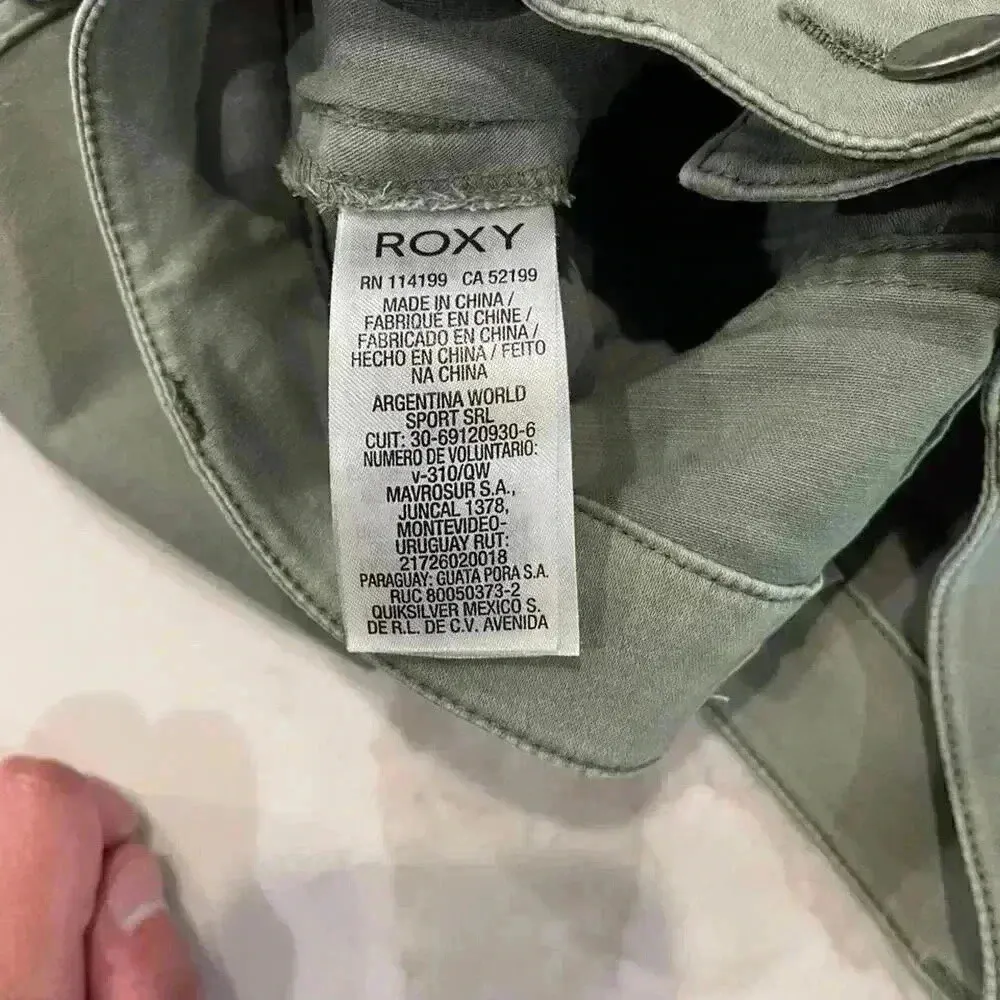 ROXY
RN 114199 CA 52199
MADE IN CHINA /
FABRIQUÉ EN CHINE /
FABRICADO EN CHINA /
HECHO EN CHINA / FEITO
NA CHINA
ARGENTINA WORLD
SPORT SRL
CUIT: 30-69120930-6
NUMERO DE VOLUNTARIO:
v-310/QW
MAVROSUR S.A.,
JUNCAL 1378,
MONTEVIDEO-
URUGUAY RUT:
21726020018
PARAGUAY: GUATA PORA S.A.
RUC 80050373-2
QUIKSILVER MEXICO S.
DE R.L. DE C.V. AVENIDA